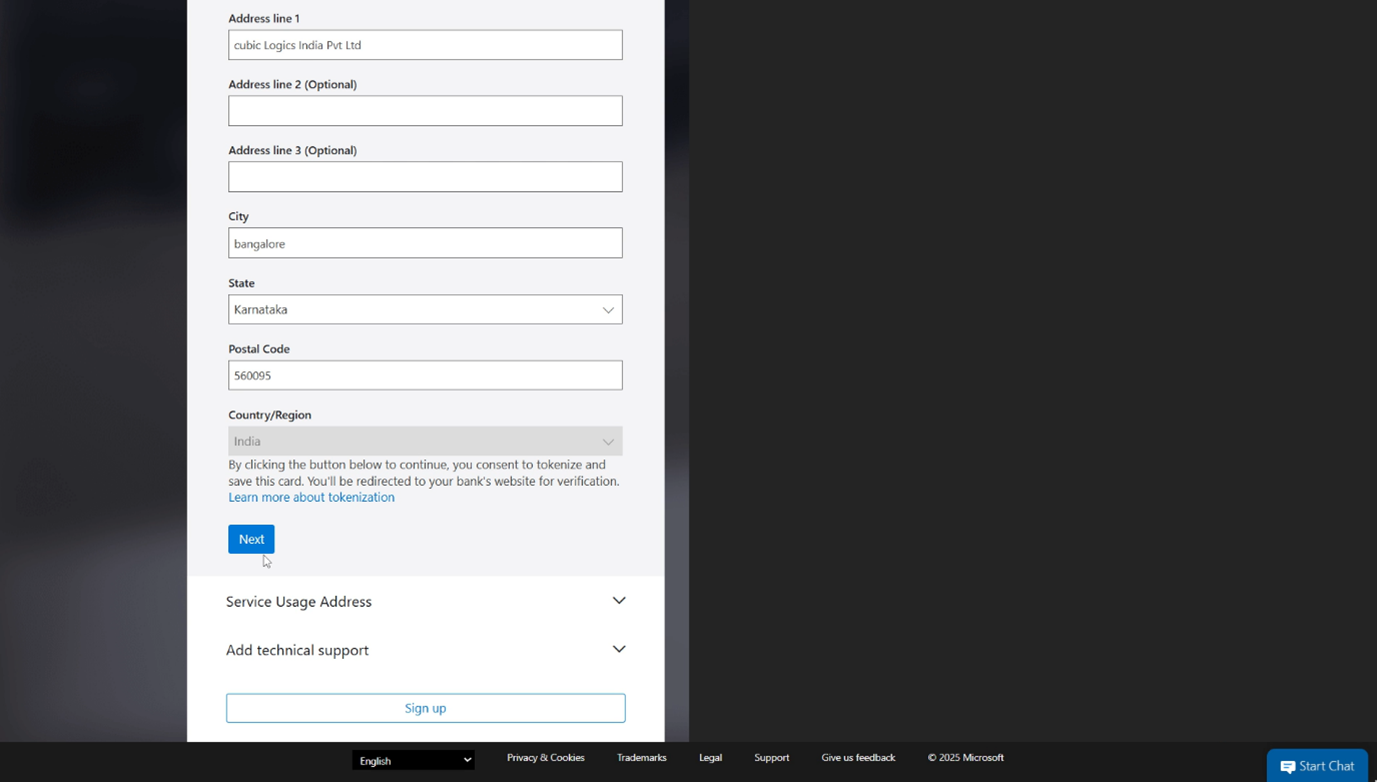 Address line 1
cubic Logics India Pvt Ltd
Address line 2 (Optional)
Address line 3 (Optional)
City
bangalore
State
Karnataka
Postal Code
560095
Country/Region
India
By clicking the button below to continue, you consent to tokenize and
save this card. You'll be redirected to your bank's website for verification.
Learn more about tokenization
Next
Service Usage Address
Add technical support
Sign up
English Privacy & Cookies Trademarks Legal Support Give us feedback © 2025 Microsoft
Start Chat